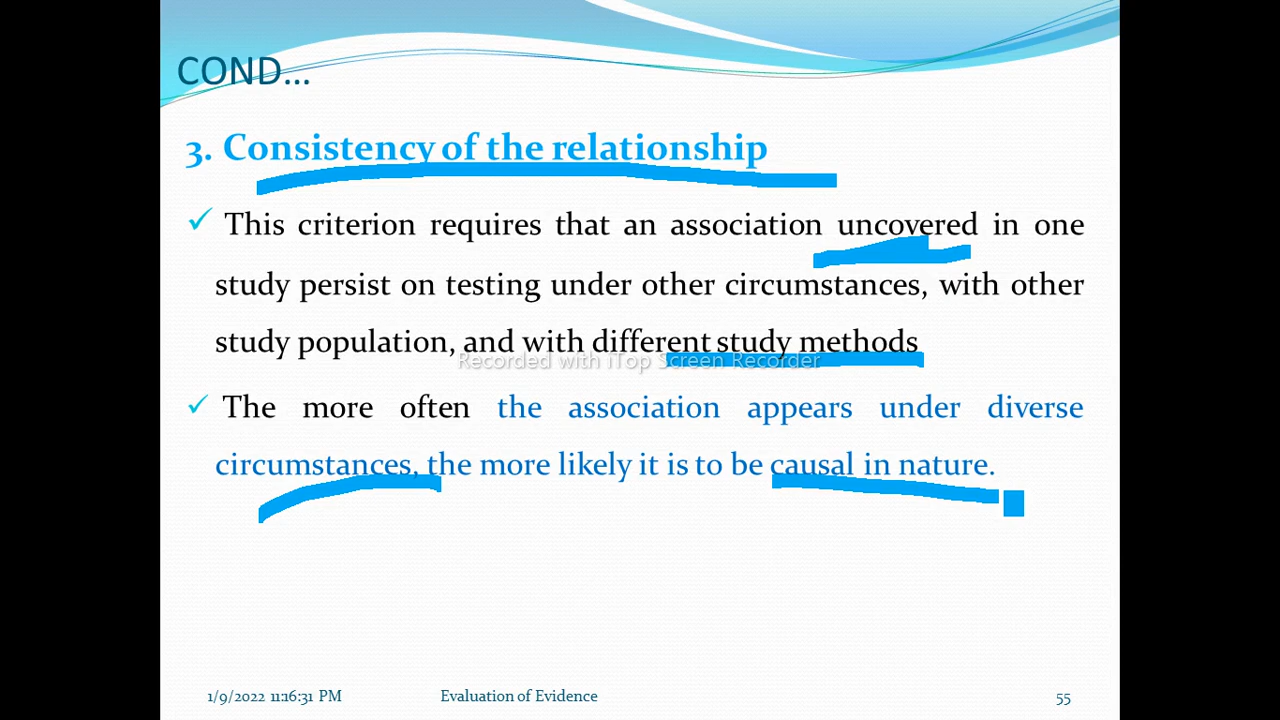 COND...
3. Consistency of the relationship
✓ This criterion requires that an association uncovered in one
study persist on testing under other circumstances, with other
study population, and with different study methods
Recorded with iTop Screen Recorder
✓ The more often the association appears under diverse
circumstances, the more likely it is to be causal in nature.
1/9/2022 11:16:31 PM Evaluation of Evidence 55